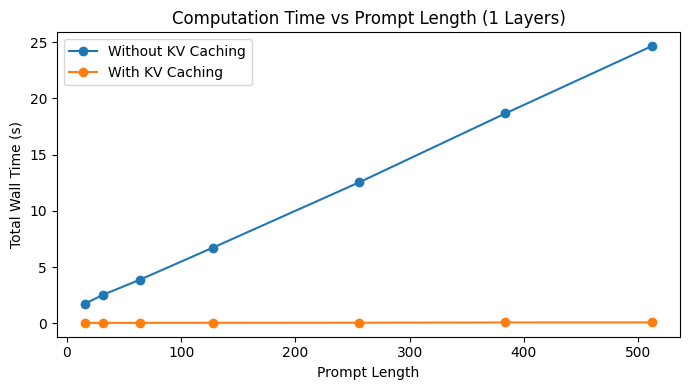 Computation Time vs Prompt Length (1 Layers)
Without KV Caching
With KV Caching
Total Wall Time (s)
25
20
15
10
5
0
0 100 200 300 400 500
Prompt Length